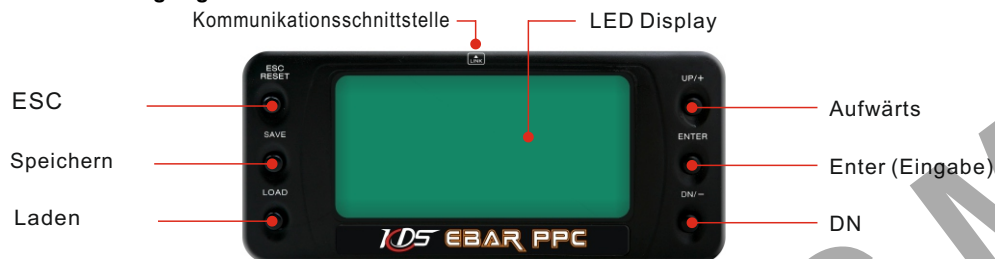 Kommunikationsschnittstelle
LED Display
LINK
ESC
RESET
UP/+
ESC
Aufwärts
SAVE
ENTER
Speichern
Enter (Eingabe)
LOAD
DN/−
Laden
DN
KDS EBAR PPC